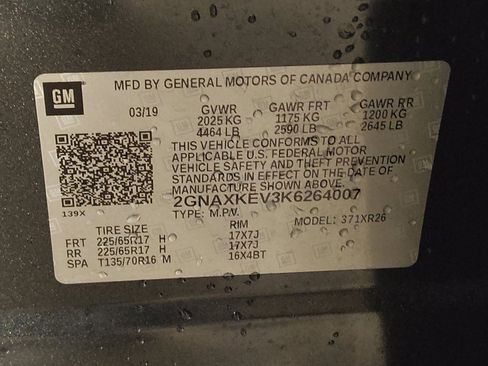 MFD BY GENERAL MOTORS OF CANADA COMPANY
GM
03/19 GVWR GAWR FRT GAWR RR
2025 KG 1175 KG 1200 KG
4464 LB 2590 LB 2645 LB
THIS VEHICLE CONFORMS TO ALL
APPLICABLE U.S. FEDERAL MOTOR
VEHICLE SAFETY AND THEFT PREVENTION
STANDARDS IN EFFECT ON THE DATE OF
MANUFACTURE SHOWN ABOVE.
139X
2GNAXKEV3K6264007
TYPE: M.P.V. MODEL: 371XR26
TIRE SIZE RIM
FRT 225/65R17 H 17X7J
RR 225/65R17 H 17X7J
SPA T135/70R16 M 16X4BT